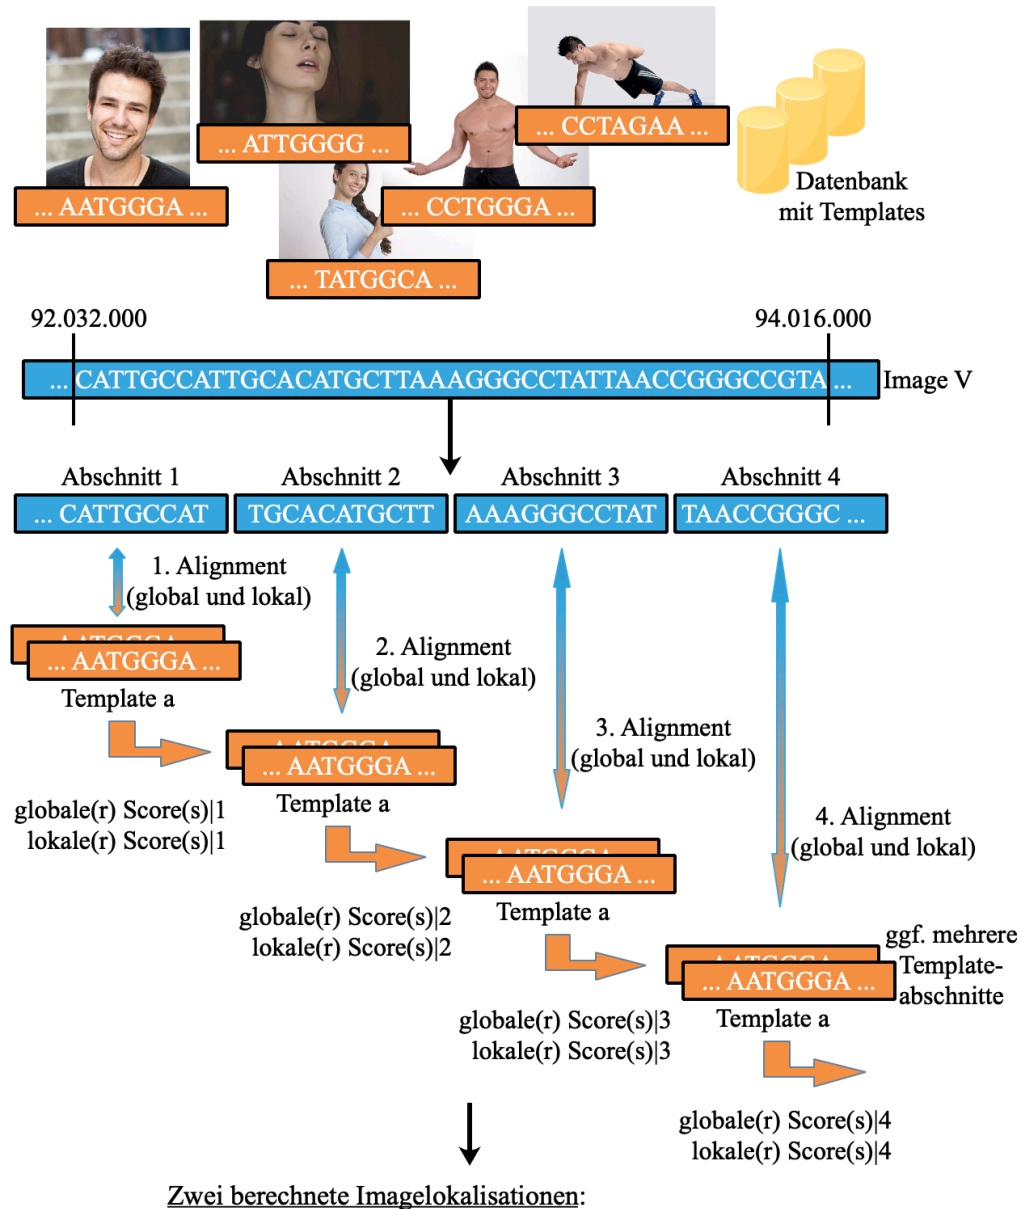 ... ATTGGGG ...
... CCTAGAA ...
... AATGGGA ...
... CCTGGGA ...
... TATGGCA ...
Datenbank
mit Templates
92.032.000
94.016.000
... CATTGCCATTGCACATGCTTAAAGGGCCTATTAACCGGGCCGTA ...
Image V
Abschnitt 1
Abschnitt 2
Abschnitt 3
Abschnitt 4
... CATTGCCAT
TGCACATGCTT
AAAGGGCCTAT
TAACCGGGC ...
1. Alignment
(global und lokal)
AATGGGA
... AATGGGA ...
Template a
2. Alignment
(global und lokal)
AATGGGA
... AATGGGA ...
Template a
globale(r) Score(s)|1
lokale(r) Score(s)|1
3. Alignment
(global und lokal)
AATGGGA
... AATGGGA ...
Template a
globale(r) Score(s)|2
lokale(r) Score(s)|2
4. Alignment
(global und lokal)
AATGGGA
... AATGGGA ...
Template a
ggf. mehrere
Template-
abschnitte
globale(r) Score(s)|3
lokale(r) Score(s)|3
globale(r) Score(s)|4
lokale(r) Score(s)|4
Zwei berechnete Imagelokalisationen: